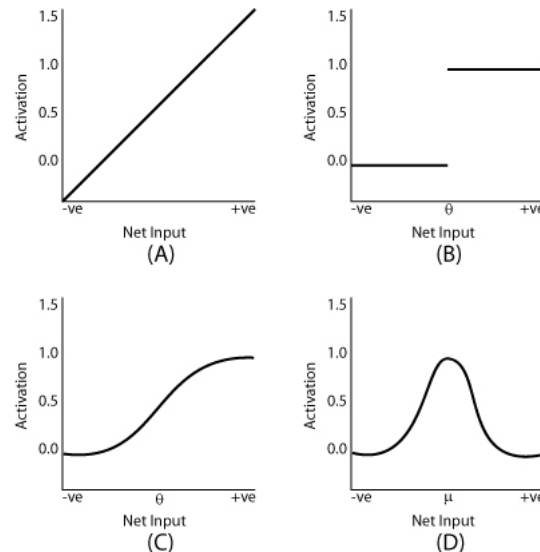 1.5
1.0
0.5
0.0
Activation
-ve +ve
Net Input
(A)
1.5
1.0
0.5
0.0
Activation
-ve θ +ve
Net Input
(B)
1.5
1.0
0.5
0.0
Activation
-ve θ +ve
Net Input
(C)
1.5
1.0
0.5
0.0
Activation
-ve μ +ve
Net Input
(D)